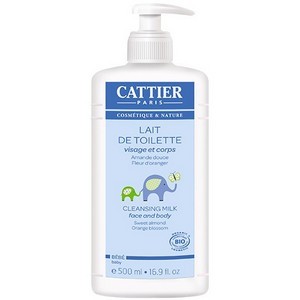 CATTIER
PARIS
COSMÉTIQUE & NATURE
LAIT
DE TOILETTE
visage et corps
Amande douce
Fleur d'oranger
CLEANSING MILK
face and body
Sweet almond
Orange blossom
BIO
BÉBÉ
Baby
e 500 ml · 16.9 fl. oz